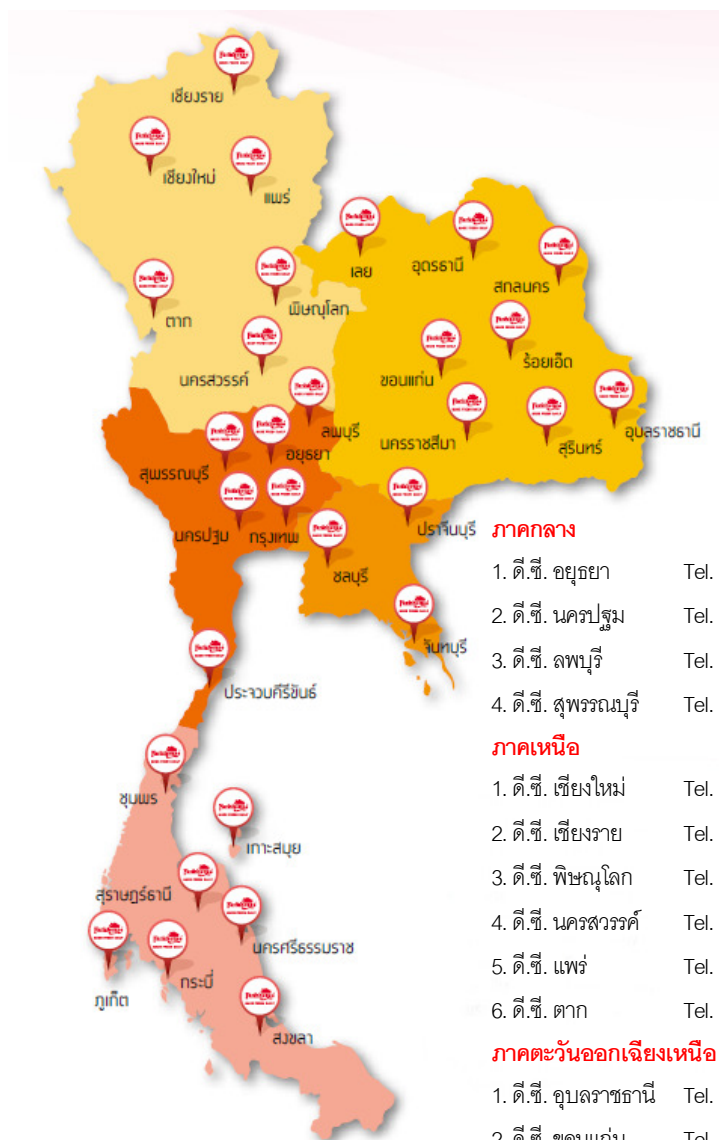 เชียงราย
เชียงใหม่
แพร่
เลย
อุดรธานี
สกลนคร
ตาก
พิษณุโลก
นครสวรรค์
ขอนแก่น
ร้อยเอ็ด
ลพบุรี
นครราชสีมา
สุรินทร์
อุบลราชธานี
สุพรรณบุรี
อยุธยา
นครปฐม
กรุงเทพ
ปราจีนบุรี
ชลบุรี
จันทบุรี
ประจวบคีรีขันธ์
ชุมพร
เกาะสมุย
สุราษฎร์ธานี
นครศรีธรรมราช
ภูเก็ต
กระบี่
สงขลา
ภาคกลาง
1. ดี.ซี. อยุธยา Tel.
2. ดี.ซี. นครปฐม Tel.
3. ดี.ซี. ลพบุรี Tel.
4. ดี.ซี. สุพรรณบุรี Tel.
ภาคเหนือ
1. ดี.ซี. เชียงใหม่ Tel.
2. ดี.ซี. เชียงราย Tel.
3. ดี.ซี. พิษณุโลก Tel.
4. ดี.ซี. นครสวรรค์ Tel.
5. ดี.ซี. แพร่ Tel.
6. ดี.ซี. ตาก Tel.
ภาคตะวันออกเฉียงเหนือ
1. ดี.ซี. อุบลราชธานี Tel.
2. ดี.ซี. ขอนแก่น Tel.